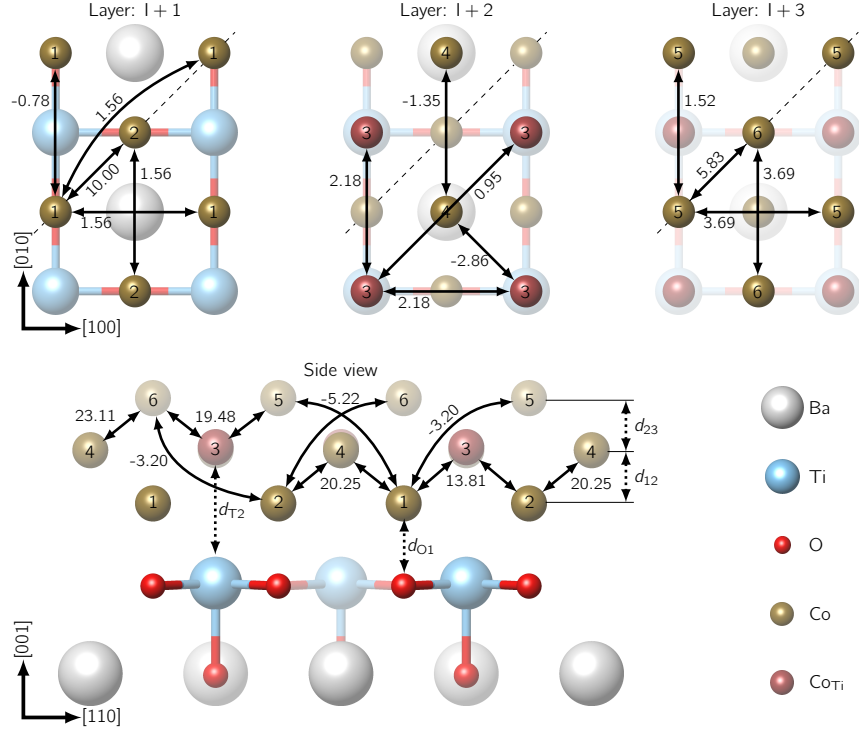 Layer: I + 1
Layer: I + 2
Layer: I + 3
1 1
-0.78 1.56
2
10.00 1.56
1 1
1.56
2
[010]
[100]
4
-1.35
3 3
2.18 0.95
4
-2.86
3 3
2.18
5 5
1.52
6
5.83 3.69
5 5
3.69
6
Side view
6 5 -5.22 6 5
23.11 19.48 -3.20
4 3 4 3 4
-3.20 20.25 13.81 20.25
1 2 1 2
d23
d12
dT2
dO1
[001]
[110]
Ba
Ti
O
Co
CoTi